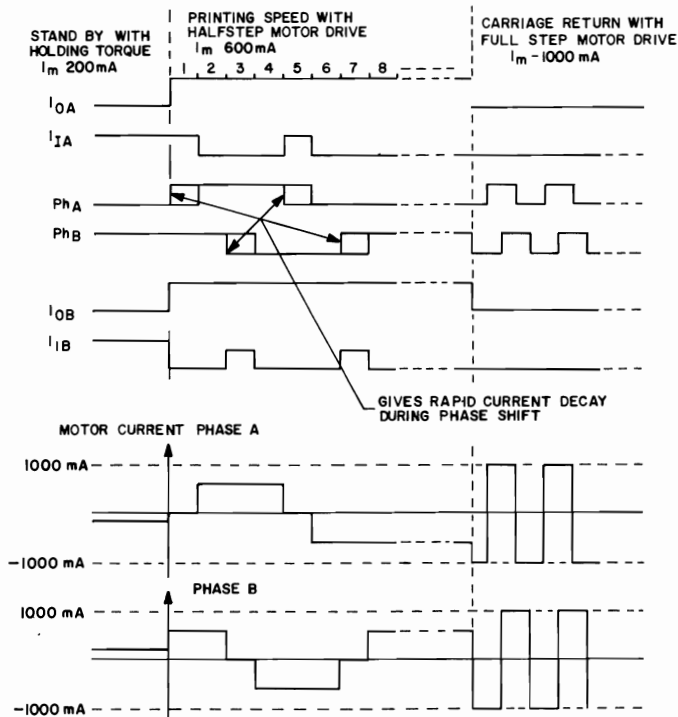 STAND BY WITH
HOLDING TORQUE
Im 200mA
PRINTING SPEED WITH
HALFSTEP MOTOR DRIVE
Im 600mA
CARRIAGE RETURN WITH
FULL STEP MOTOR DRIVE
Im -1000 mA
1 2 3 4 5 6 7 8
I0A
IIA
PhA
PhB
I0B
IIB
GIVES RAPID CURRENT DECAY
DURING PHASE SHIFT
MOTOR CURRENT PHASE A
1000 mA
-1000 mA
PHASE B
1000 mA
-1000 mA